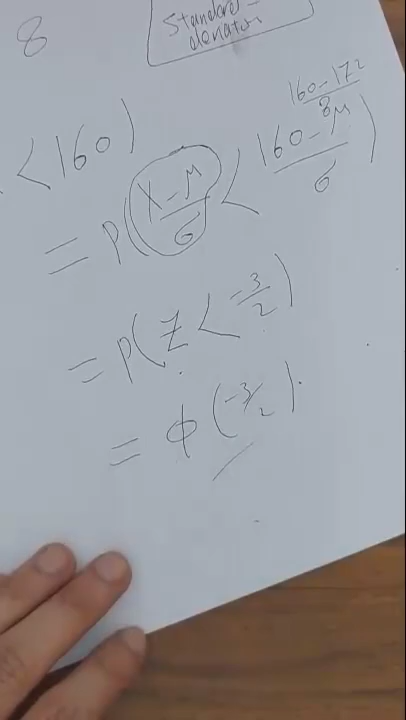 8
Standard-
deviation
160-172
8
< 160)
= P(X-μ/σ < 160-μ/σ)
= P(Z < -3/2)
= φ(-3/2).